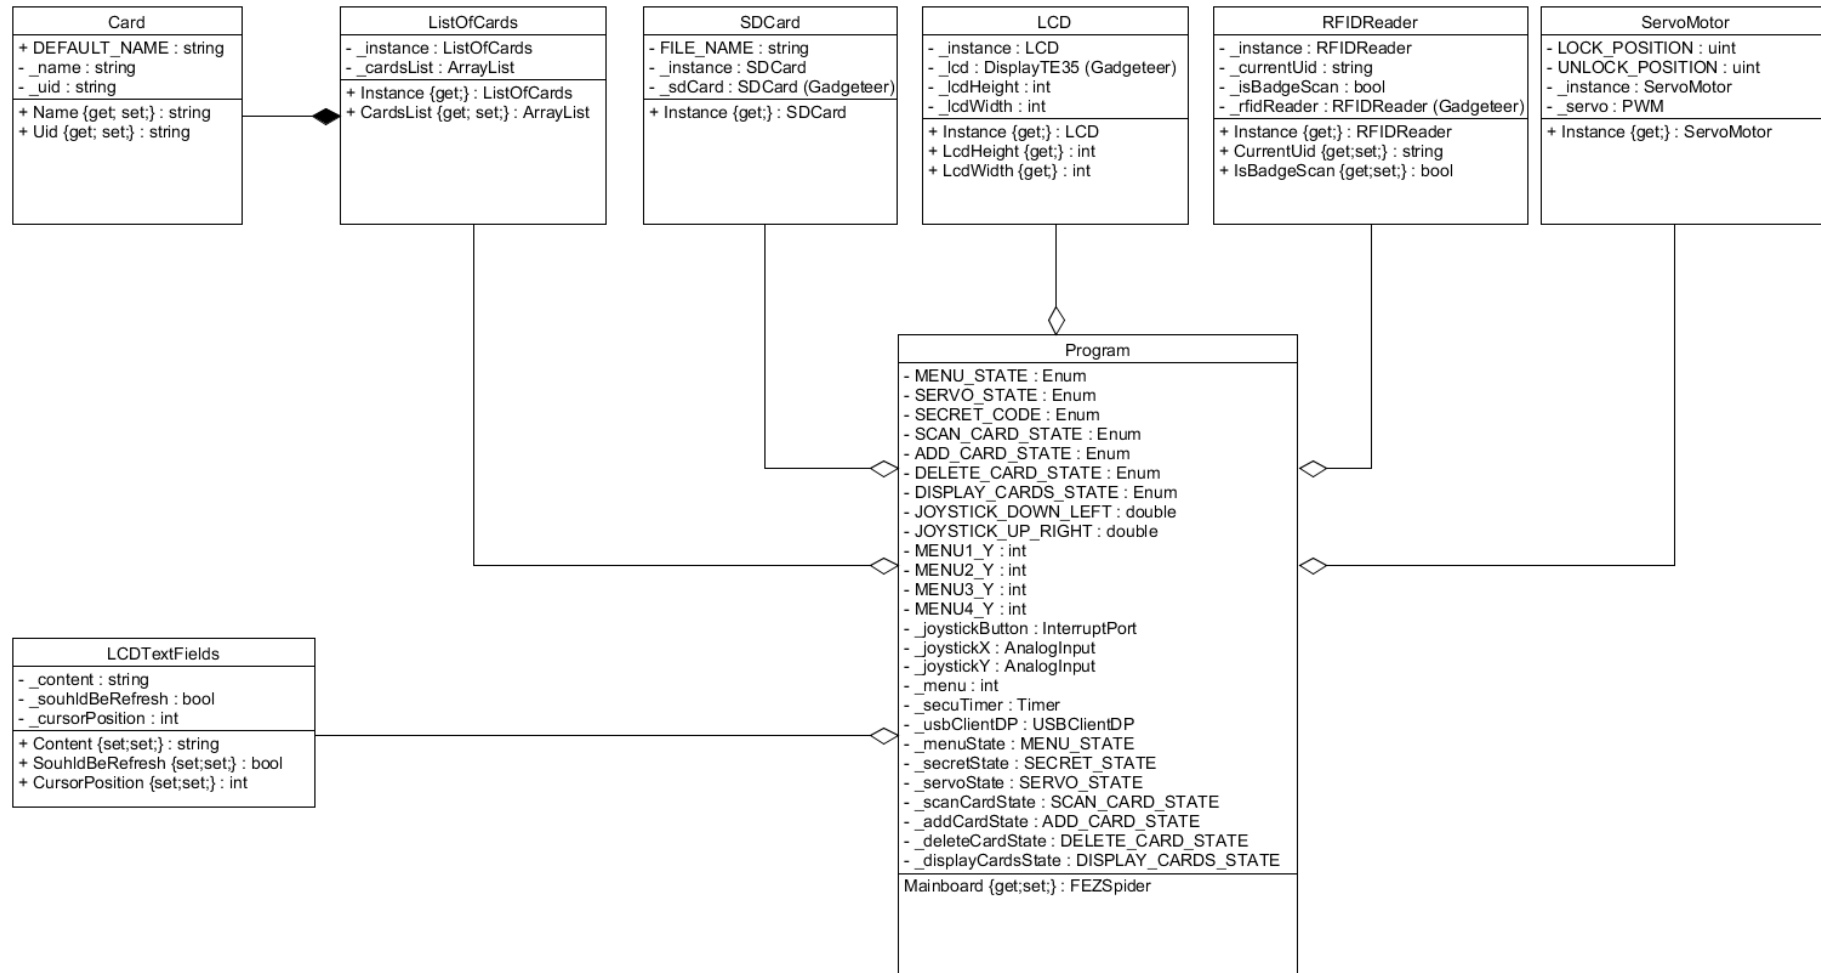 Card
+ DEFAULT_NAME : string
- _name : string
- _uid : string
+ Name {get; set;} : string
+ Uid {get; set;} : string
ListOfCards
- _instance : ListOfCards
- _cardsList : ArrayList
+ Instance {get;} : ListOfCards
+ CardsList {get; set;} : ArrayList
SDCard
- FILE_NAME : string
- _instance : SDCard
- _sdCard : SDCard (Gadgeteer)
+ Instance {get;} : SDCard
LCD
- _instance : LCD
- _lcd : DisplayTE35 (Gadgeteer)
- _lcdHeight : int
- _lcdWidth : int
+ Instance {get;} : LCD
+ LcdHeight {get;} : int
+ LcdWidth {get;} : int
RFIDReader
- _instance : RFIDReader
- _currentUid : string
- _isBadgeScan : bool
- _rfidReader : RFIDReader (Gadgeteer)
+ Instance {get;} : RFIDReader
+ CurrentUid {get;set;} : string
+ IsBadgeScan {get;set;} : bool
ServoMotor
- LOCK_POSITION : uint
- UNLOCK_POSITION : uint
- _instance : ServoMotor
- _servo : PWM
+ Instance {get;} : ServoMotor
Program
- MENU_STATE : Enum
- SERVO_STATE : Enum
- SECRET_CODE : Enum
- SCAN_CARD_STATE : Enum
- ADD_CARD_STATE : Enum
- DELETE_CARD_STATE : Enum
- DISPLAY_CARDS_STATE : Enum
- JOYSTICK_DOWN_LEFT : double
- JOYSTICK_UP_RIGHT : double
- MENU1_Y : int
- MENU2_Y : int
- MENU3_Y : int
- MENU4_Y : int
- _joystickButton : InterruptPort
- _joystickX : AnalogInput
- _joystickY : AnalogInput
- _menu : int
- _secuTimer : Timer
- _usbClientDP : USBClientDP
- _menuState : MENU_STATE
- _secretState : SECRET_STATE
- _servoState : SERVO_STATE
- _scanCardState : SCAN_CARD_STATE
- _addCardState : ADD_CARD_STATE
- _deleteCardState : DELETE_CARD_STATE
- _displayCardsState : DISPLAY_CARDS_STATE
Mainboard {get;set;} : FEZSpider
LCDTextFields
- _content : string
- _souhldBeRefresh : bool
- _cursorPosition : int
+ Content {set;set;} : string
+ SouhldBeRefresh {set;set;} : bool
+ CursorPosition {set;set;} : int